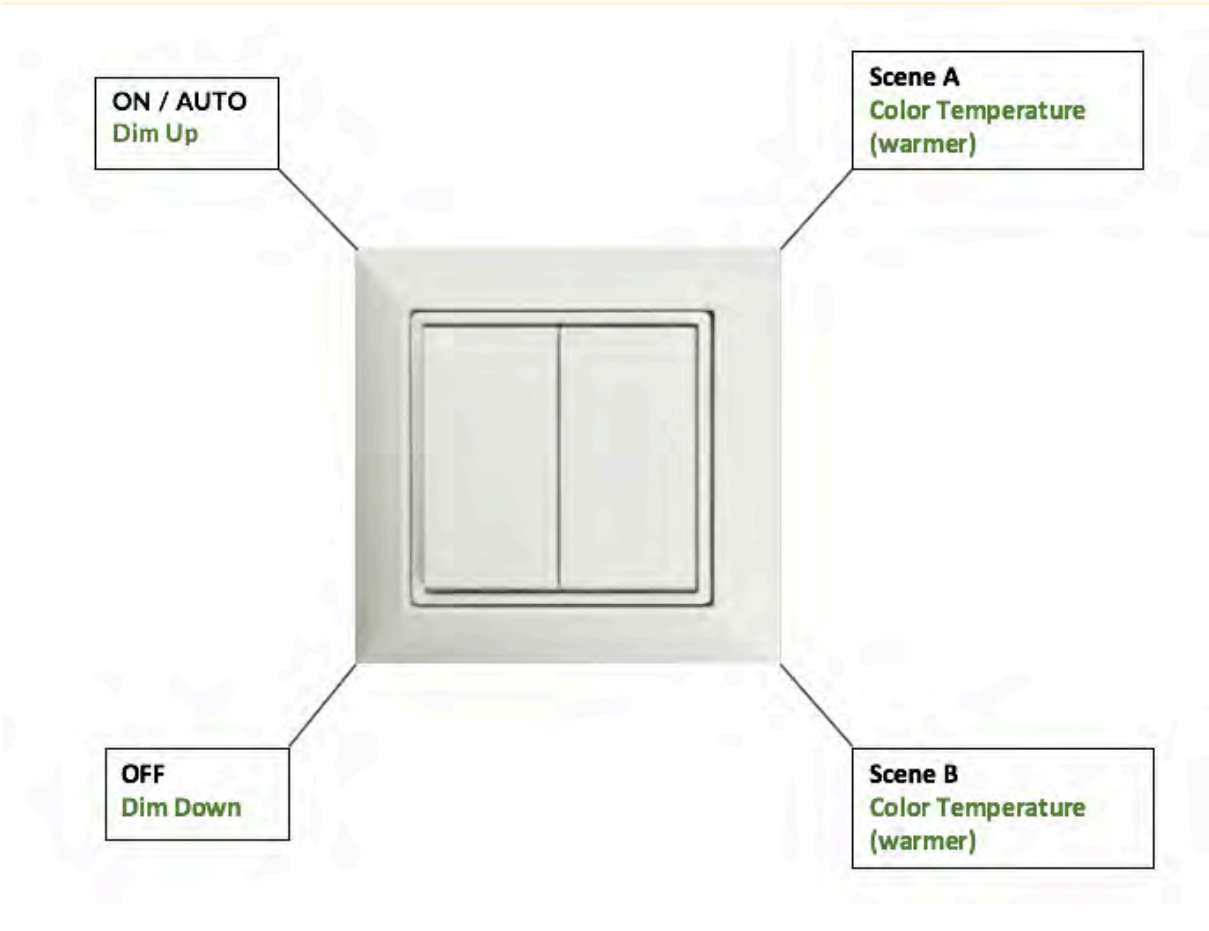 ON / AUTO
Dim Up
Scene A
Color Temperature
(warmer)
OFF
Dim Down
Scene B
Color Temperature
(warmer)